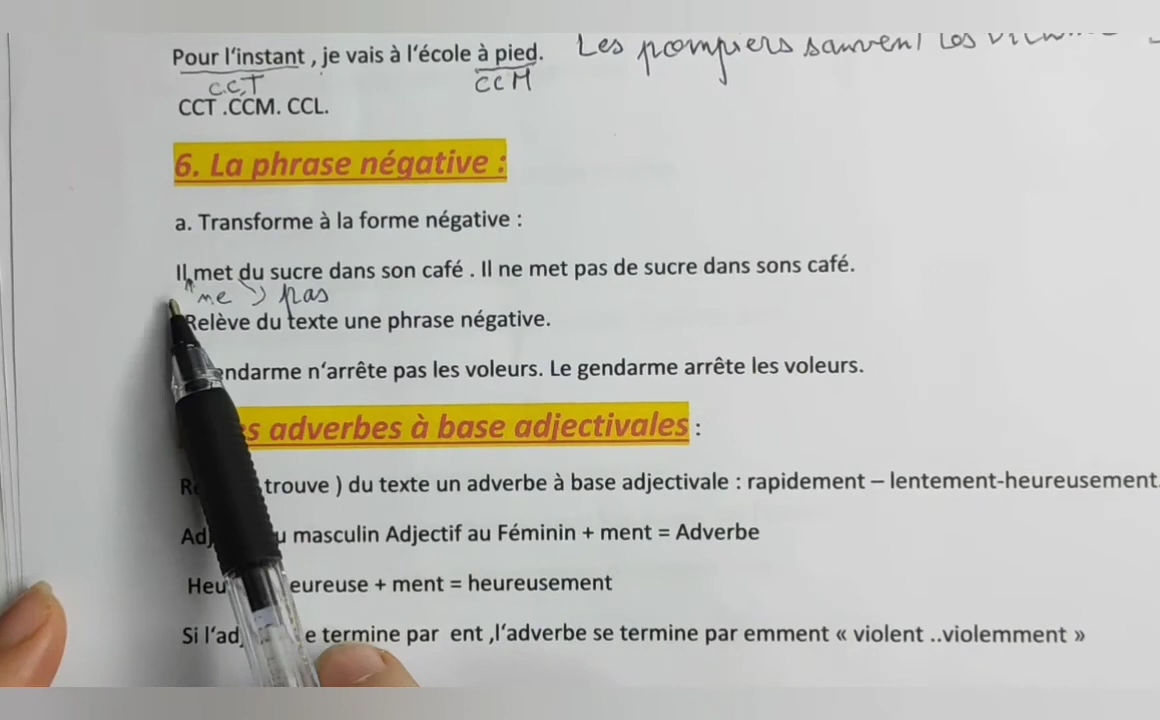 Pour l'instant , je vais à l'école à pied. Les pompiers sauvent les
C.C.T CCM
CCT .CCM. CCL.
6. La phrase négative :
a. Transforme à la forme négative :
Il met du sucre dans son café . Il ne met pas de sucre dans sons café.
ne pas
Relève du texte une phrase négative.
n'arrête pas les voleurs. Le gendarme arrête les voleurs.
adverbes à base adjectivales :
trouve ) du texte un adverbe à base adjectivale : rapidement – lentement-heureusement.
masculin Adjectif au Féminin + ment = Adverbe
+ ment = heureusement
Si termine par ent ,l'adverbe se termine par emment « violent ..violemment »